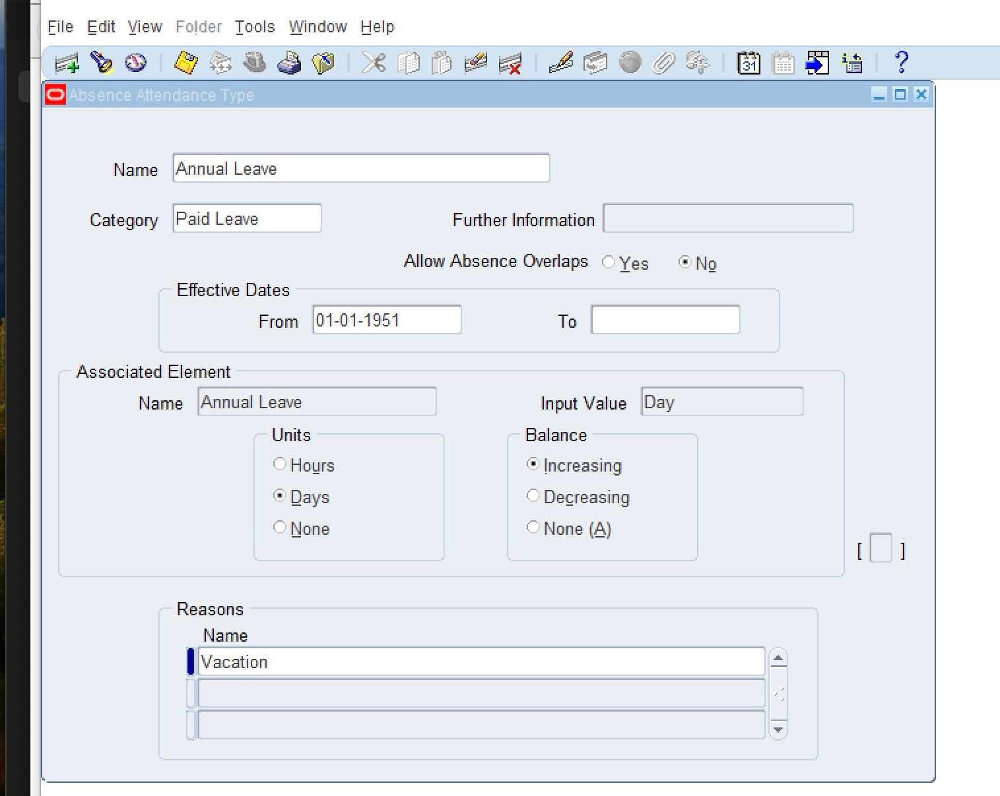 File Edit View Folder Tools Window Help
31 ?
Absence Attendance Type
Name Annual Leave
Category Paid Leave Further Information
Allow Absence Overlaps Yes No
Effective Dates
From 01-01-1951 To
Associated Element
Name Annual Leave Input Value Day
Units Balance
Hours Increasing
Days Decreasing
None None (A)
[ ]
Reasons
Name
Vacation